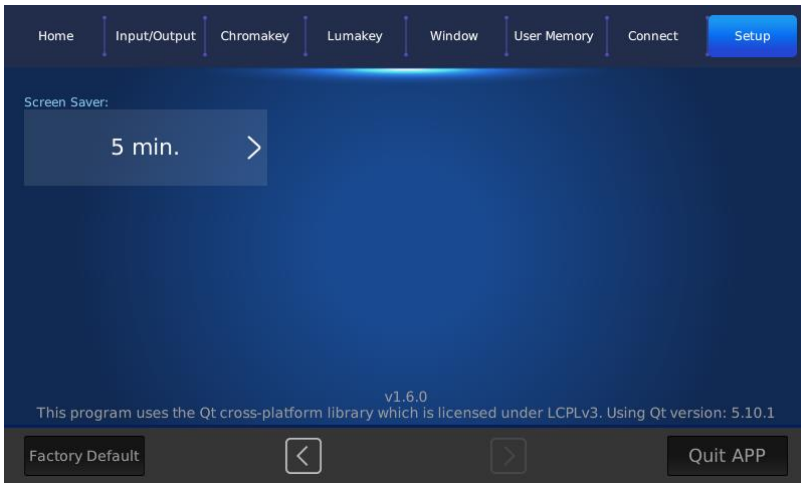 Home Input/Output Chromakey Lumakey Window User Memory Connect Setup
Screen Saver:
5 min.
v1.6.0
This program uses the Qt cross-platform library which is licensed under LCPLv3. Using Qt version: 5.10.1
Factory Default Quit APP